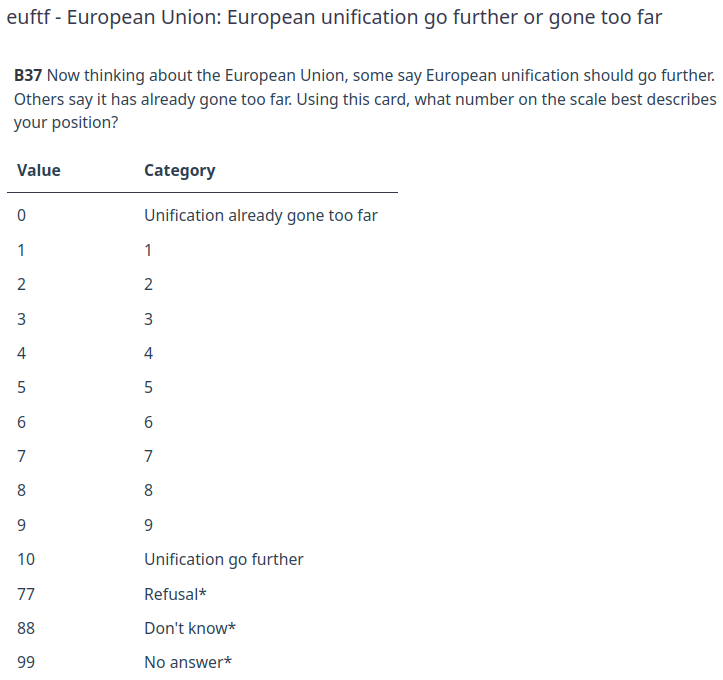 euftf - European Union: European unification go further or gone too far
B37 Now thinking about the European Union, some say European unification should go further.
Others say it has already gone too far. Using this card, what number on the scale best describes
your position?
Value Category
0 Unification already gone too far
1 1
2 2
3 3
4 4
5 5
6 6
7 7
8 8
9 9
10 Unification go further
77 Refusal*
88 Don't know*
99 No answer*